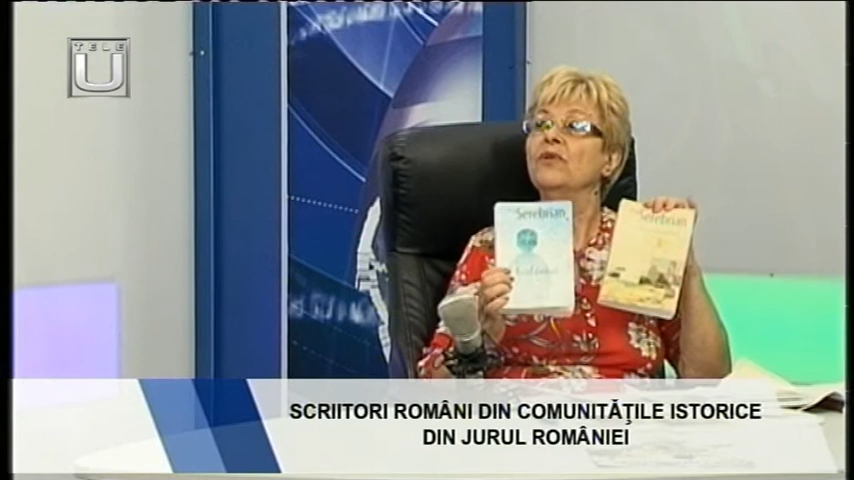 TELE
U
Serebrian
Serebrian
SCRIITORI ROMÂNI DIN COMUNITĂȚILE ISTORICE
DIN JURUL ROMÂNIEI